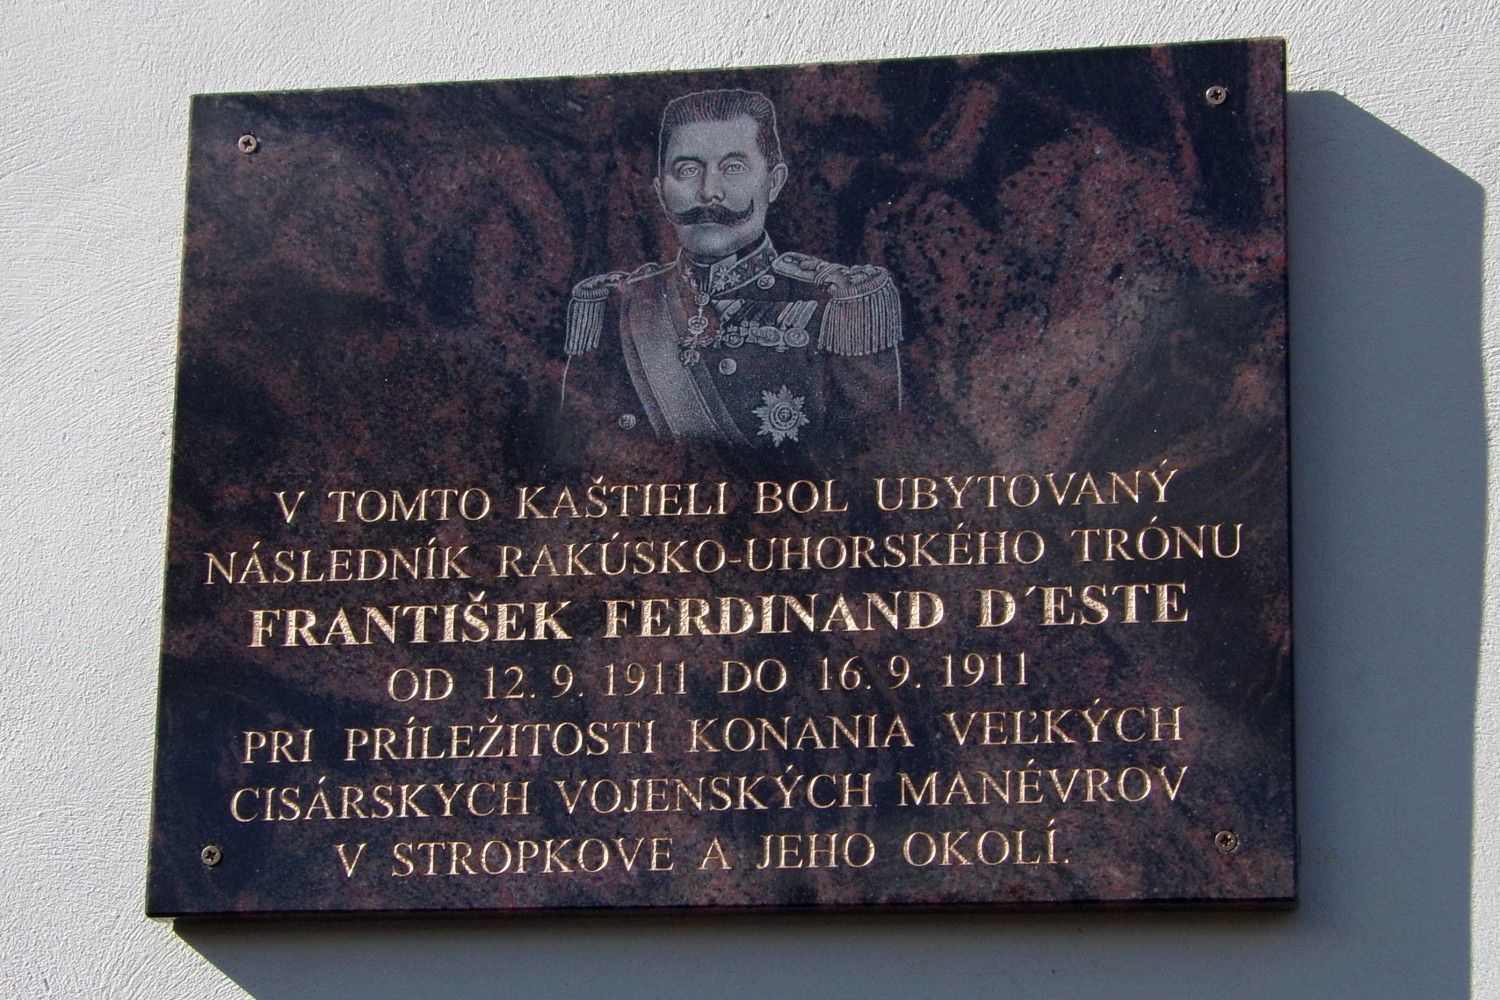 V TOMTO KAŠTIELI BOL UBYTOVANÝ
NÁSLEDNÍK RAKÚSKO-UHORSKÉHO TRÓNU
FRANTIŠEK FERDINAND D´ESTE
OD 12. 9. 1911 DO 16. 9. 1911
PRI PRÍLEŽITOSTI KONANIA VEĽKÝCH
CISÁRSKYCH VOJENSKÝCH MANÉVROV
V STROPKOVE A JEHO OKOLÍ.